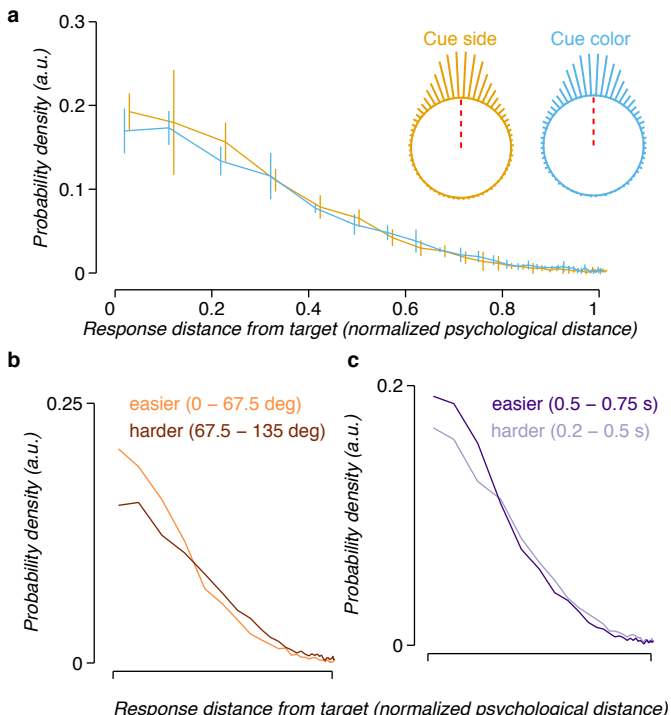 a
0.3
Cue side
Cue color
0.2
0.1
0
Probability density (a.u.)
0
0.2
0.4
0.6
0.8
1
Response distance from target (normalized psychological distance)
b
0.25
easier (0 – 67.5 deg)
harder (67.5 – 135 deg)
Probability density (a.u.)
0
c
0.2
easier (0.5 – 0.75 s)
harder (0.2 – 0.5 s)
Probability density (a.u.)
0
Response distance from target (normalized psychological distance)